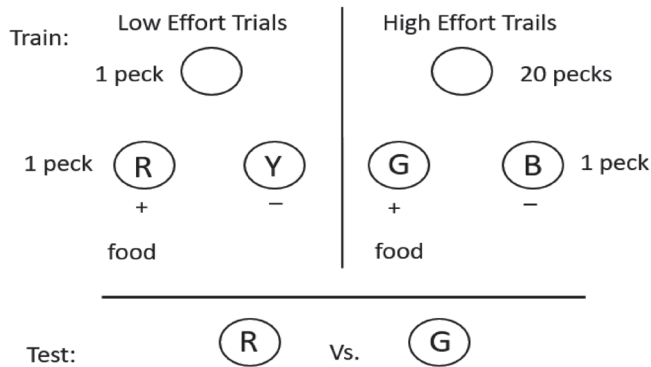 Train:
Low Effort Trials
High Effort Trails
1 peck
20 pecks
1 peck
R
Y
G
B
1 peck
+
−
+
−
food
food
Test:
R
Vs.
G